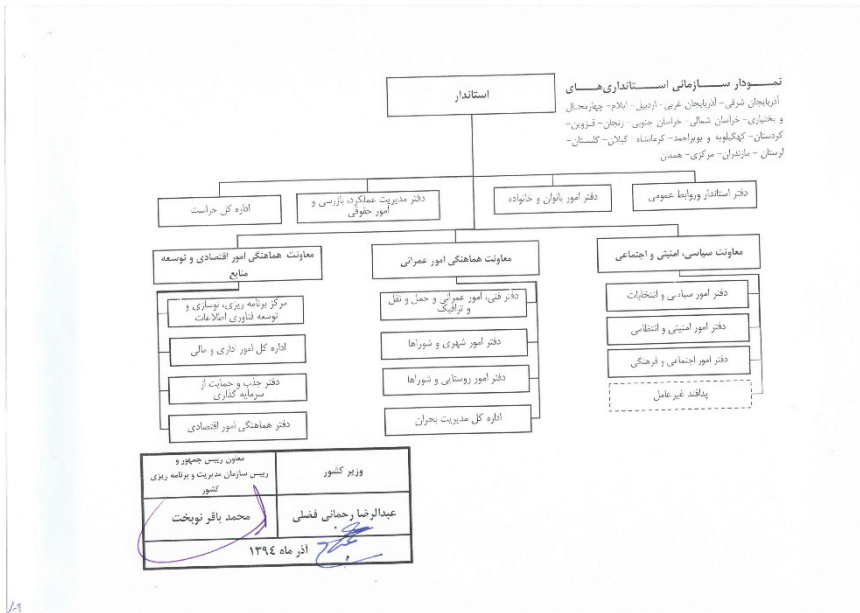 نمودار سازمانی استانداری‌های
آذربایجان شرقی- آذربایجان غربی- اردبیل- ایلام- چهارمحال
و بختیاری- خراسان شمالی- خراسان جنوبی- زنجان- قزوین-
کردستان- کهگیلویه و بویراحمد- کرمانشاه- گیلان- گلستان-
لرستان- مازندران- مرکزی- همدان
استاندار
دفتر استاندار وروابط عمومی
دفتر امور بانوان و خانواده
دفتر مدیریت عملکرد، بازرسی و
امور حقوقی
اداره کل حراست
معاونت سیاسی، امنیتی و اجتماعی
دفتر امور سیاسی و انتخابات
دفتر امور امنیتی و انتظامی
دفتر امور اجتماعی و فرهنگی
پدافند غیرعامل
معاونت هماهنگی امور عمرانی
دفتر فنی، امور عمرانی و حمل و نقل
و ترافیک
دفتر امور شهری و شوراها
دفتر امور روستایی و شوراها
اداره کل مدیریت بحران
معاونت هماهنگی امور اقتصادی و توسعه
منابع
مرکز برنامه ریزی، نوسازی و
توسعه فناوری اطلاعات
اداره کل امور اداری و مالی
دفتر جذب و حمایت از
سرمایه گذاری
دفتر هماهنگی امور اقتصادی
وزیر کشور
معاون رییس جمهور و
رییس سازمان مدیریت و برنامه ریزی
کشور
عبدالرضا رحمانی فضلی
محمد باقر نوبخت
آذر ماه ١٣٩٤